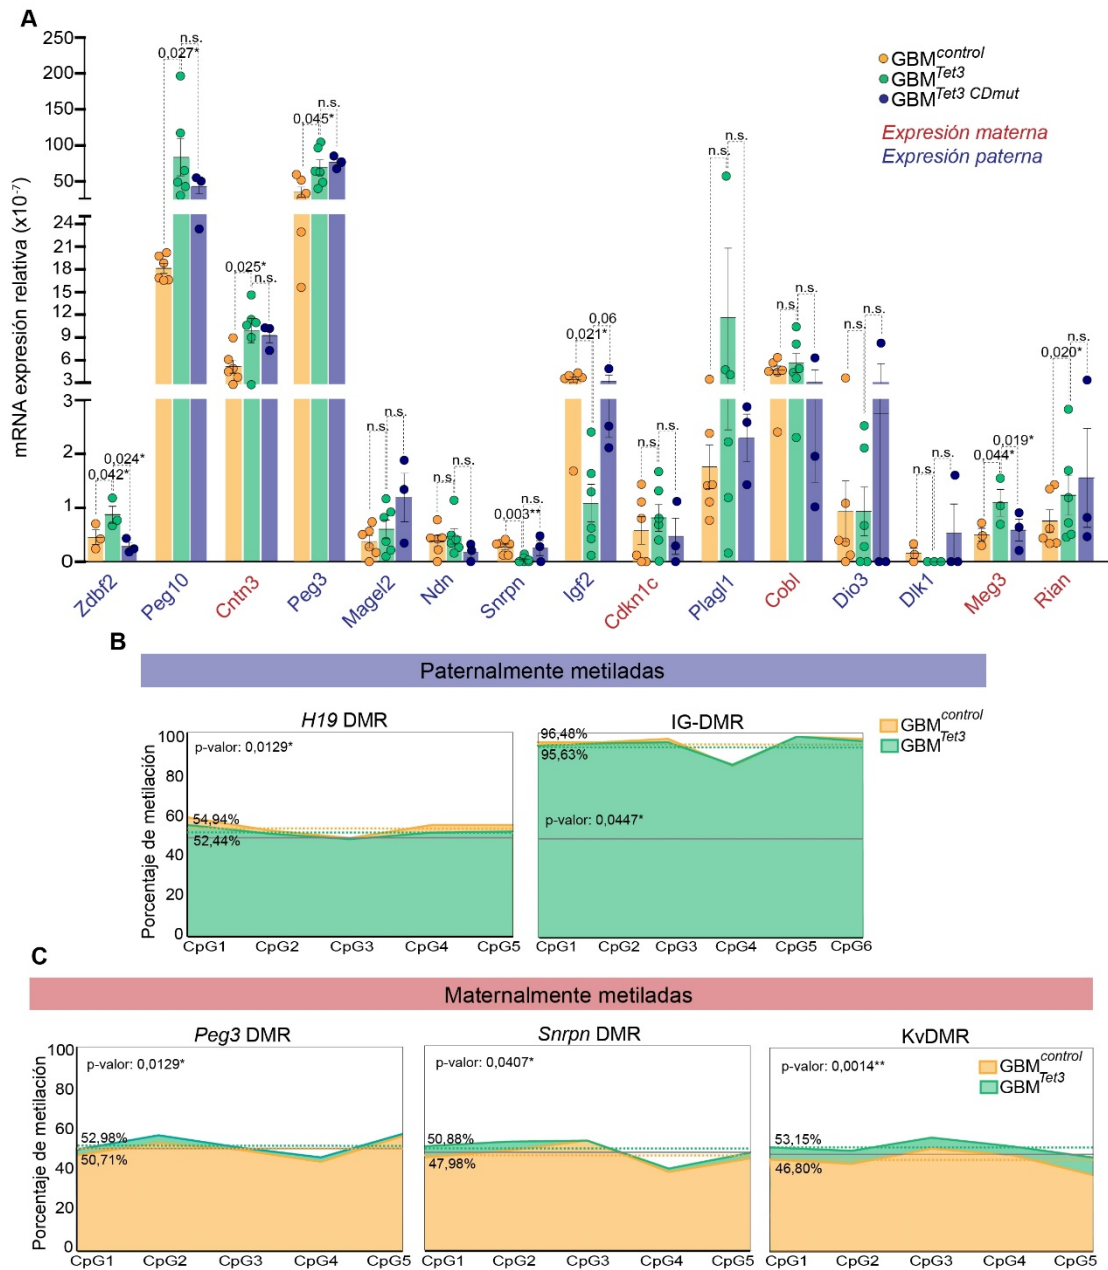 A
mRNA expresión relativa (x10⁻⁷)
250
200
150
100
50
24
21
18
15
12
9
6
3
3
2
1
0
GBMcontrol
GBMTet3
GBMTet3 CDmut
Expresión materna
Expresión paterna
0,042*
0,024*
0,027*
n.s.
0,025*
n.s.
0,045*
n.s.
n.s.
n.s.
n.s.
n.s.
0,003**
n.s.
0,021*
0,06
n.s.
n.s.
n.s.
n.s.
n.s.
n.s.
n.s.
n.s.
n.s.
n.s.
0,044*
0,019*
0,020*
n.s.
Zdbf2
Peg10
Cntn3
Peg3
Magel2
Ndn
Snrpn
Igf2
Cdkn1c
Plagl1
Cobl
Dio3
Dlk1
Meg3
Rian
B
Paternalmente metiladas
Porcentaje de metilación
H19 DMR
100
80
60
40
20
0
p-valor: 0,0129*
54,94%
52,44%
CpG1 CpG2 CpG3 CpG4 CpG5
IG-DMR
96,48%
95,63%
p-valor: 0,0447*
CpG1 CpG2 CpG3 CpG4 CpG5 CpG6
GBMcontrol
GBMTet3
C
Maternalmente metiladas
Porcentaje de metilación
Peg3 DMR
100
80
60
40
20
0
p-valor: 0,0129*
52,98%
50,71%
CpG1 CpG2 CpG3 CpG4 CpG5
Snrpn DMR
p-valor: 0,0407*
50,88%
47,98%
CpG1 CpG2 CpG3 CpG4 CpG5
KvDMR
p-valor: 0,0014**
GBMcontrol
GBMTet3
53,15%
46,80%
CpG1 CpG2 CpG3 CpG4 CpG5